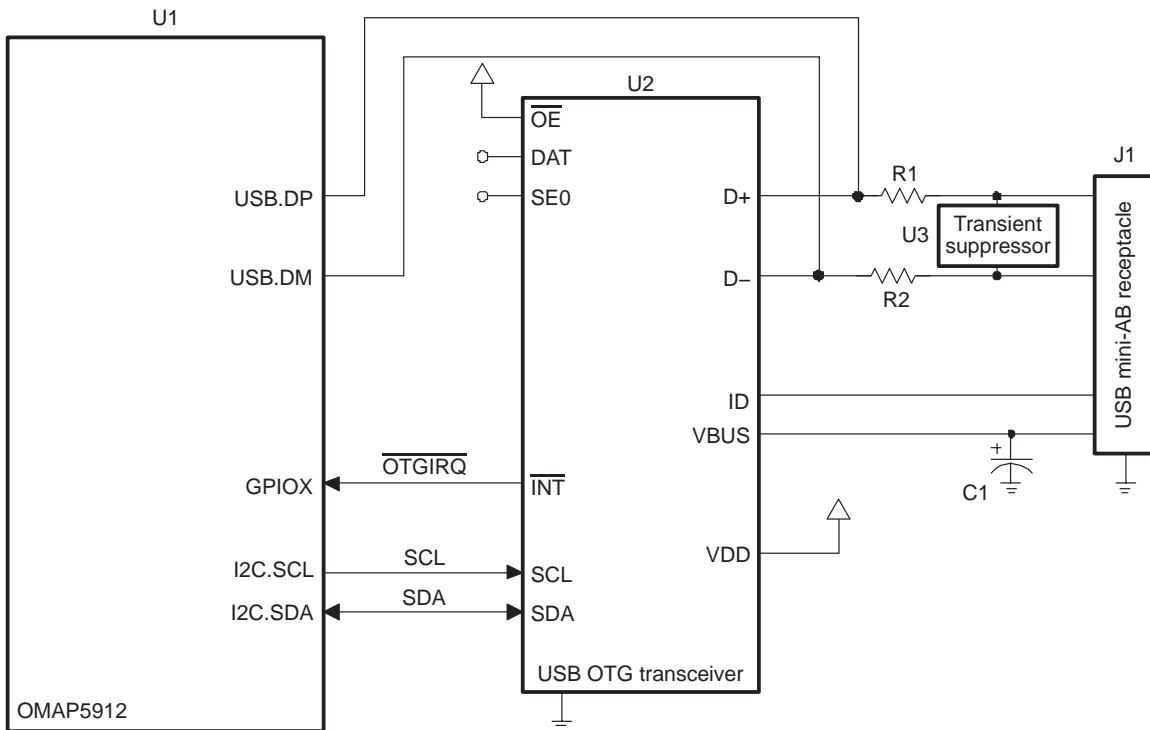 U1
U2
OE
DAT
SE0
J1
USB.DP
D+
R1
U3
Transient
suppressor
USB.DM
D–
R2
USB mini-AB receptacle
ID
VBUS
OTGIRQ
GPIOX
INT
C1
+
VDD
I2C.SCL
SCL
SCL
I2C.SDA
SDA
SDA
USB OTG transceiver
OMAP5912